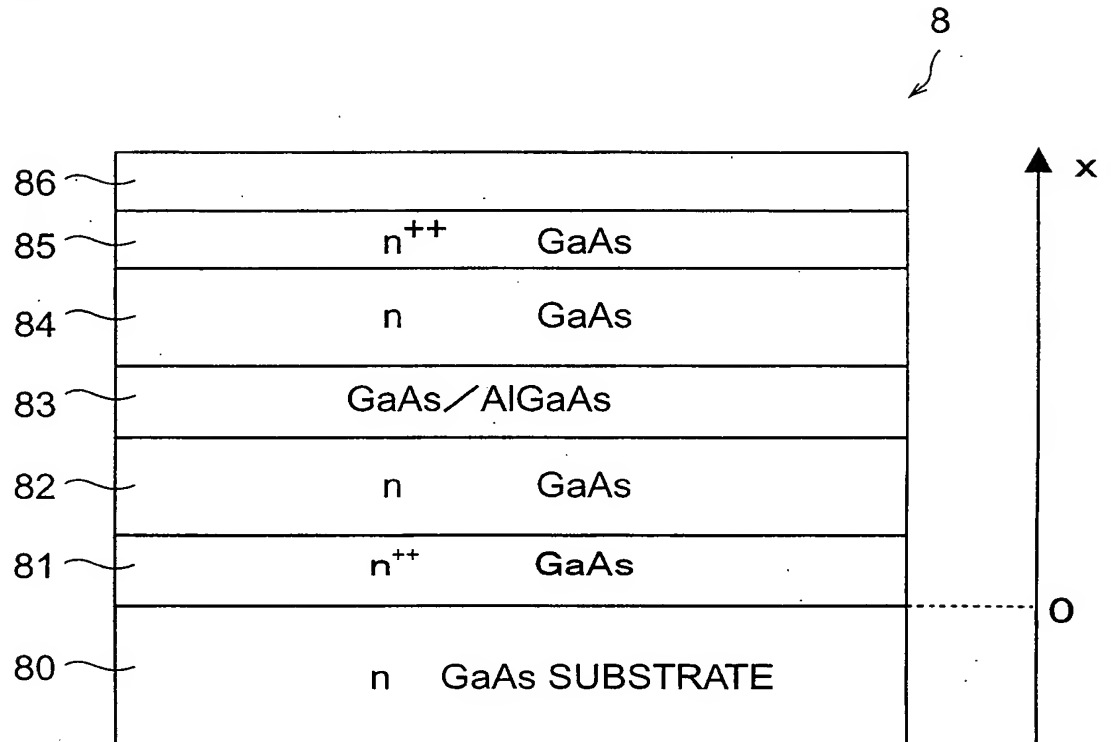 8
x
86
85 n++ GaAs
84 n GaAs
83 GaAs/AlGaAs
82 n GaAs
81 n++ GaAs
O
80 n GaAs SUBSTRATE